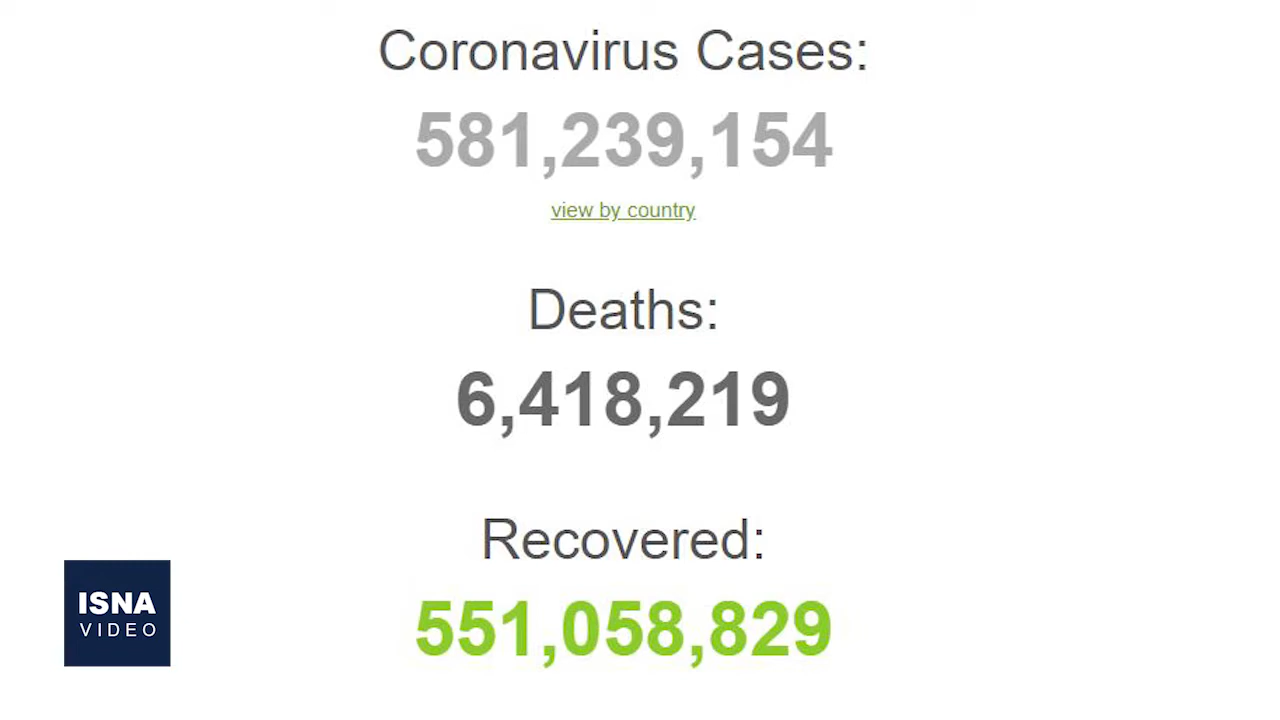 Coronavirus Cases:
581,239,154
view by country
Deaths:
6,418,219
Recovered:
551,058,829
ISNA
VIDEO